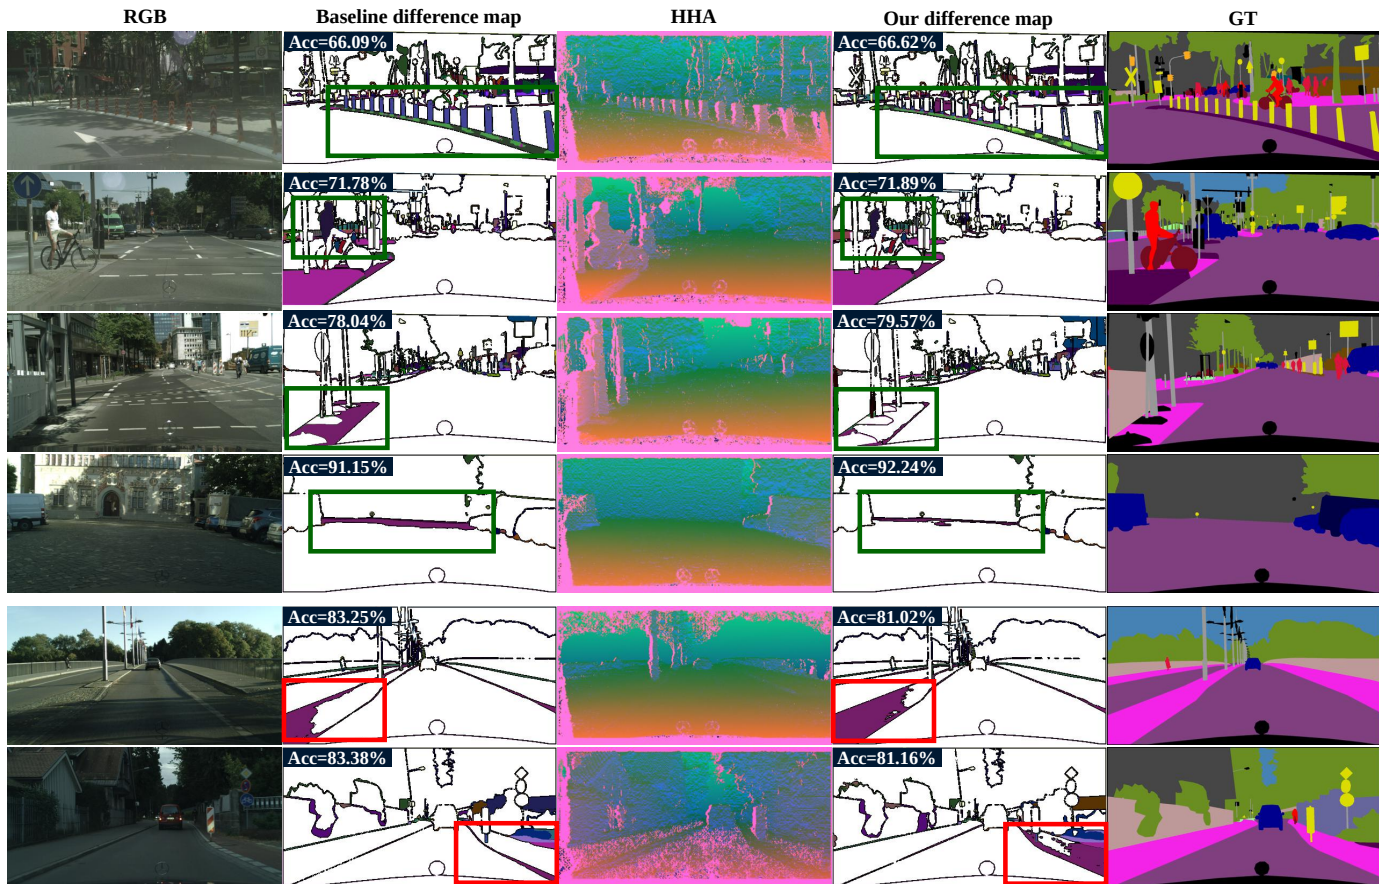 RGB Baseline difference map HHA Our difference map GT
Acc=66.09% Acc=66.62%
Acc=71.78% Acc=71.89%
Acc=78.04% Acc=79.57%
Acc=91.15% Acc=92.24%
Acc=83.25% Acc=81.02%
Acc=83.38% Acc=81.16%